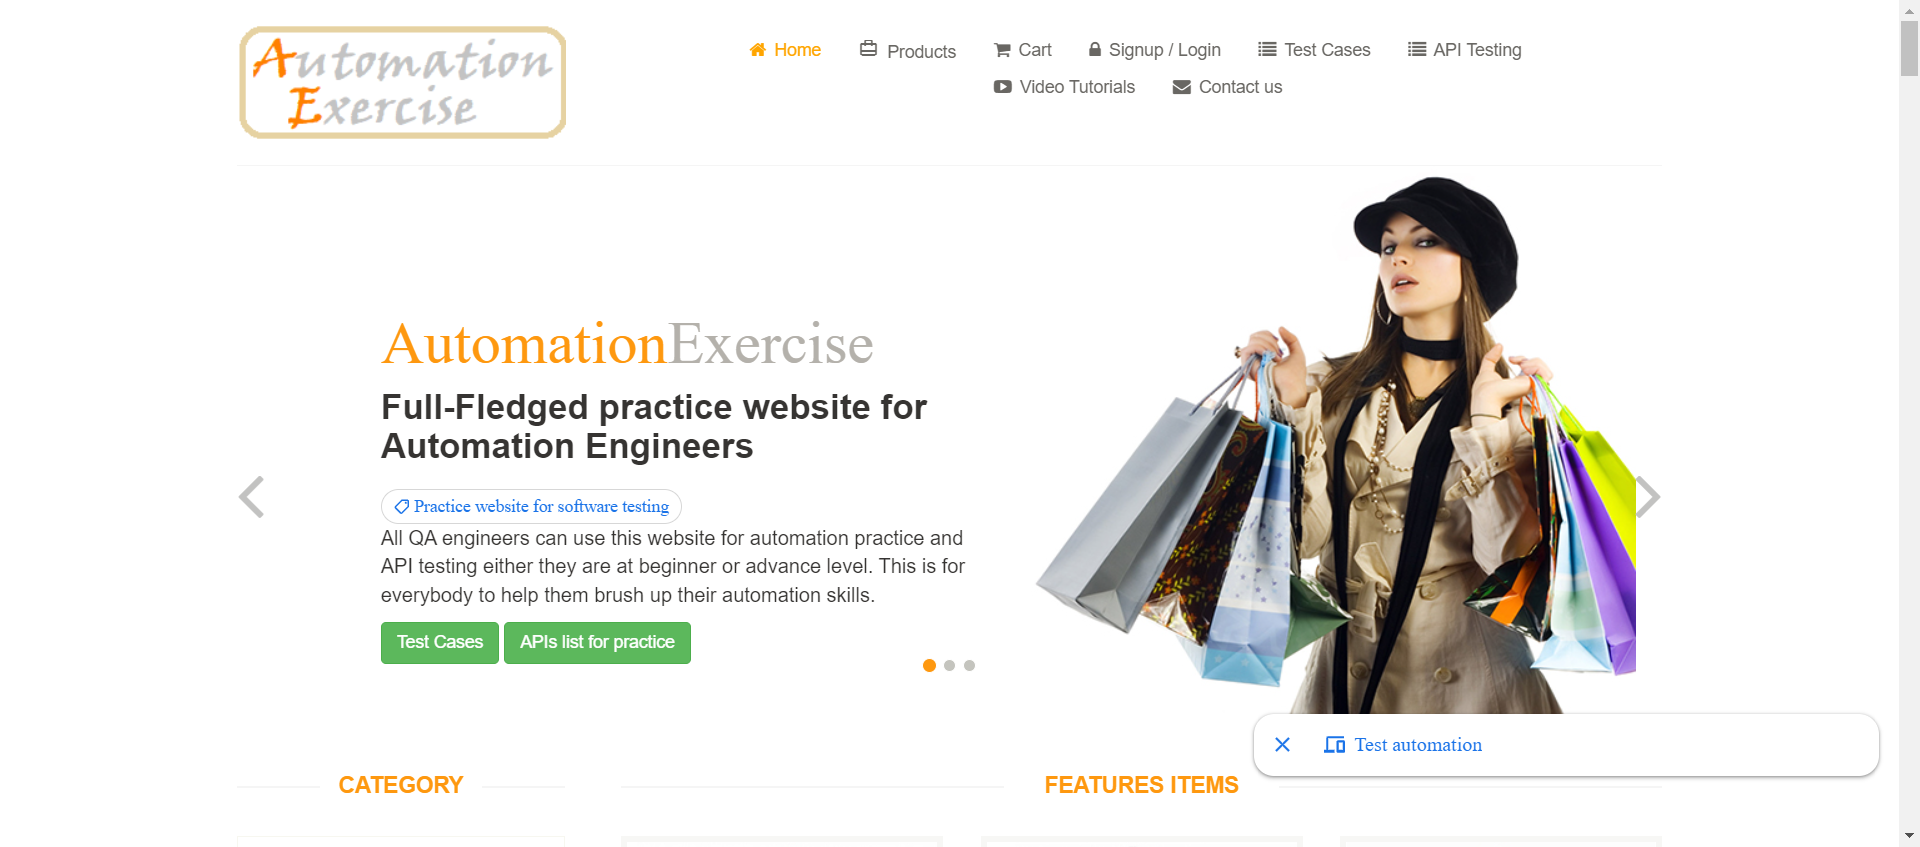 Automation
Exercise
Home
Products
Cart
Signup / Login
Test Cases
API Testing
Video Tutorials
Contact us
AutomationExercise
Full-Fledged practice website for
Automation Engineers
Practice website for software testing
All QA engineers can use this website for automation practice and
API testing either they are at beginner or advance level. This is for
everybody to help them brush up their automation skills.
Test Cases
APIs list for practice
Test automation
CATEGORY
FEATURES ITEMS